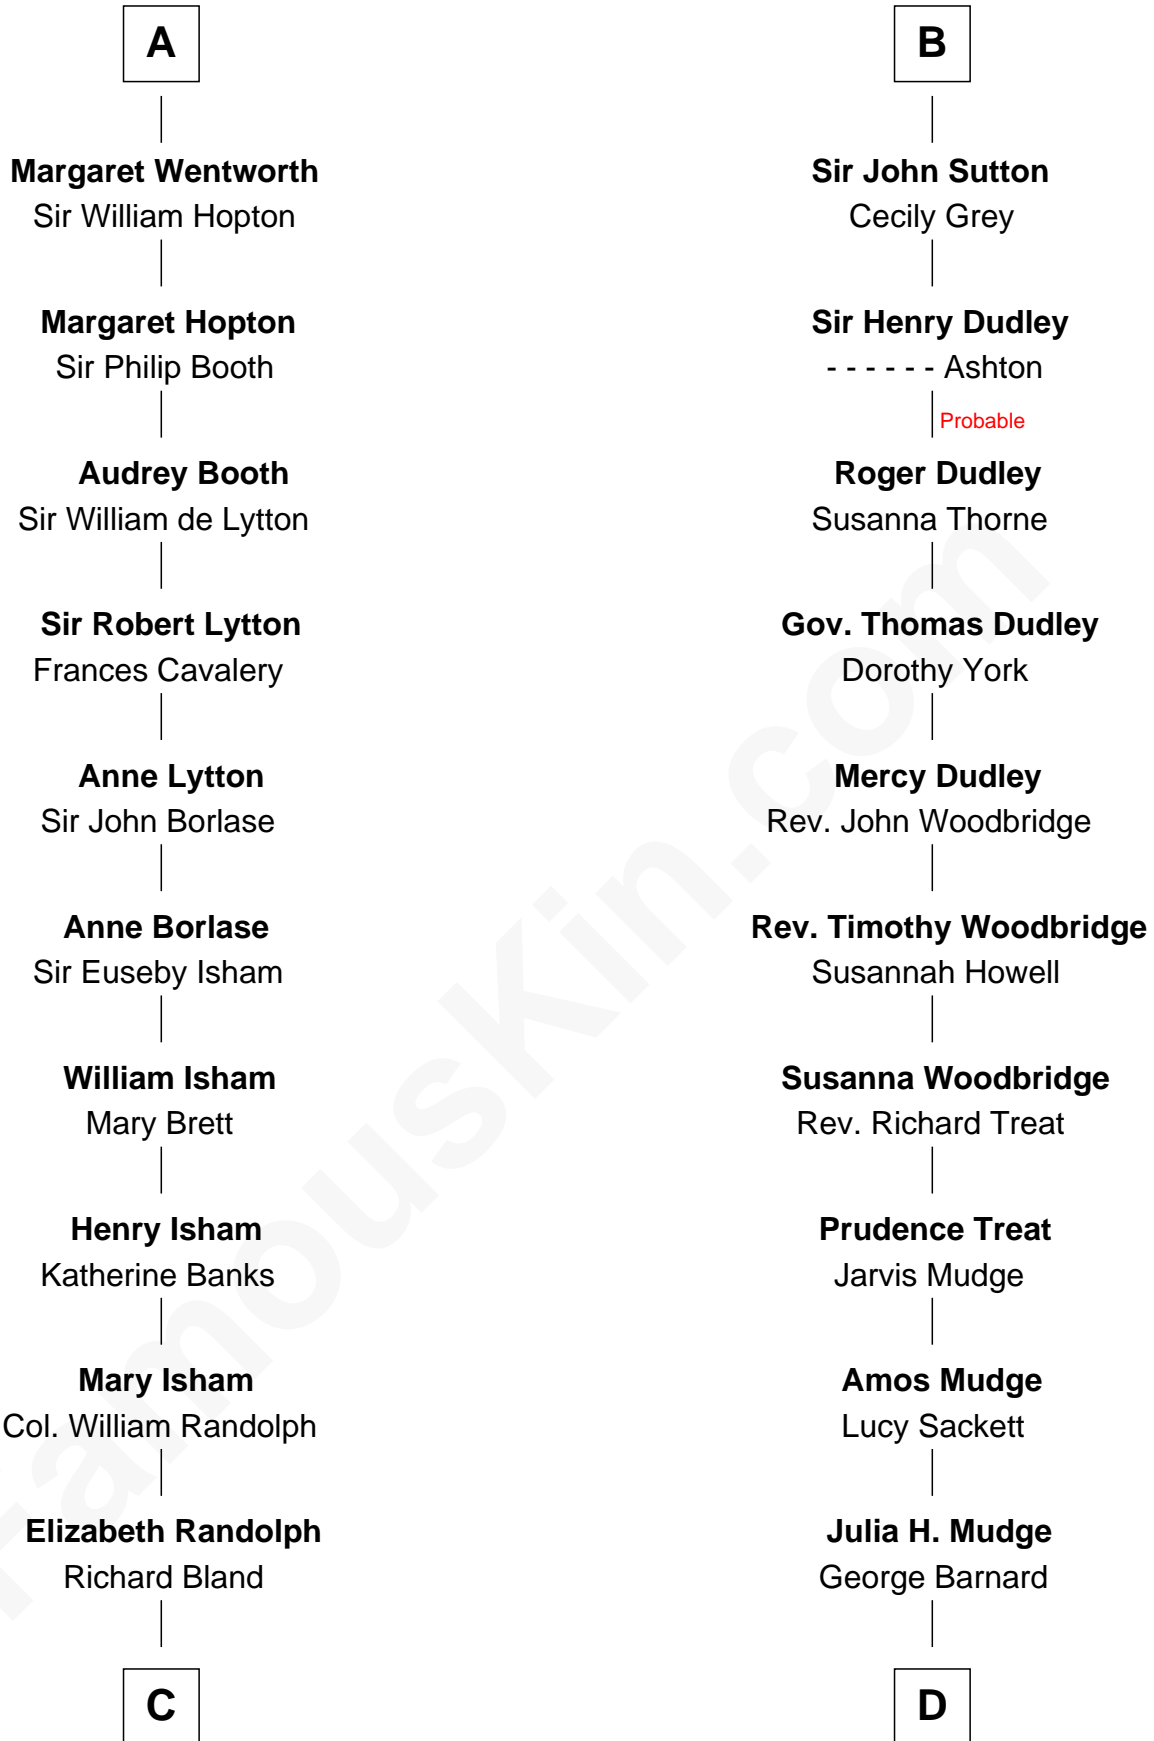 A
Margaret Wentworth
Sir William Hopton
Margaret Hopton
Sir Philip Booth
Audrey Booth
Sir William de Lytton
Sir Robert Lytton
Frances Cavalery
Anne Lytton
Sir John Borlase
Anne Borlase
Sir Euseby Isham
William Isham
Mary Brett
Henry Isham
Katherine Banks
Mary Isham
Col. William Randolph
Elizabeth Randolph
Richard Bland
C
B
Sir John Sutton
Cecily Grey
Sir Henry Dudley
- - - - - - Ashton
Probable
Roger Dudley
Susanna Thorne
Gov. Thomas Dudley
Dorothy York
Mercy Dudley
Rev. John Woodbridge
Rev. Timothy Woodbridge
Susannah Howell
Susanna Woodbridge
Rev. Richard Treat
Prudence Treat
Jarvis Mudge
Amos Mudge
Lucy Sackett
Julia H. Mudge
George Barnard
D
FamousKin.com